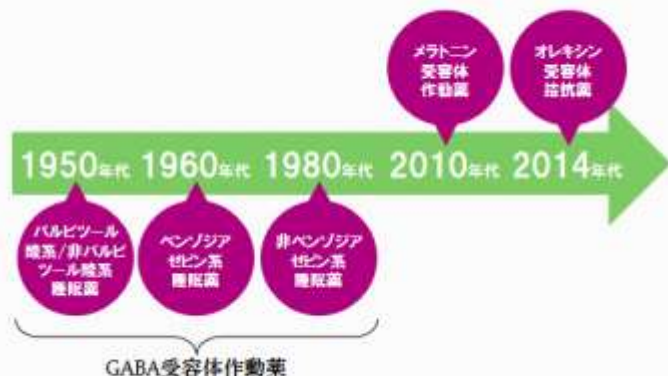 メラトニン
受容体
作動薬
オレキシン
受容体
拮抗薬
1950年代 1960年代 1980年代 2010年代 2014年代
バルビツール
酸系/非バルビ
ツール酸系
睡眠薬
ベンゾジア
ゼピン系
睡眠薬
非ベンゾジア
ゼピン系
睡眠薬
GABA受容体作動薬